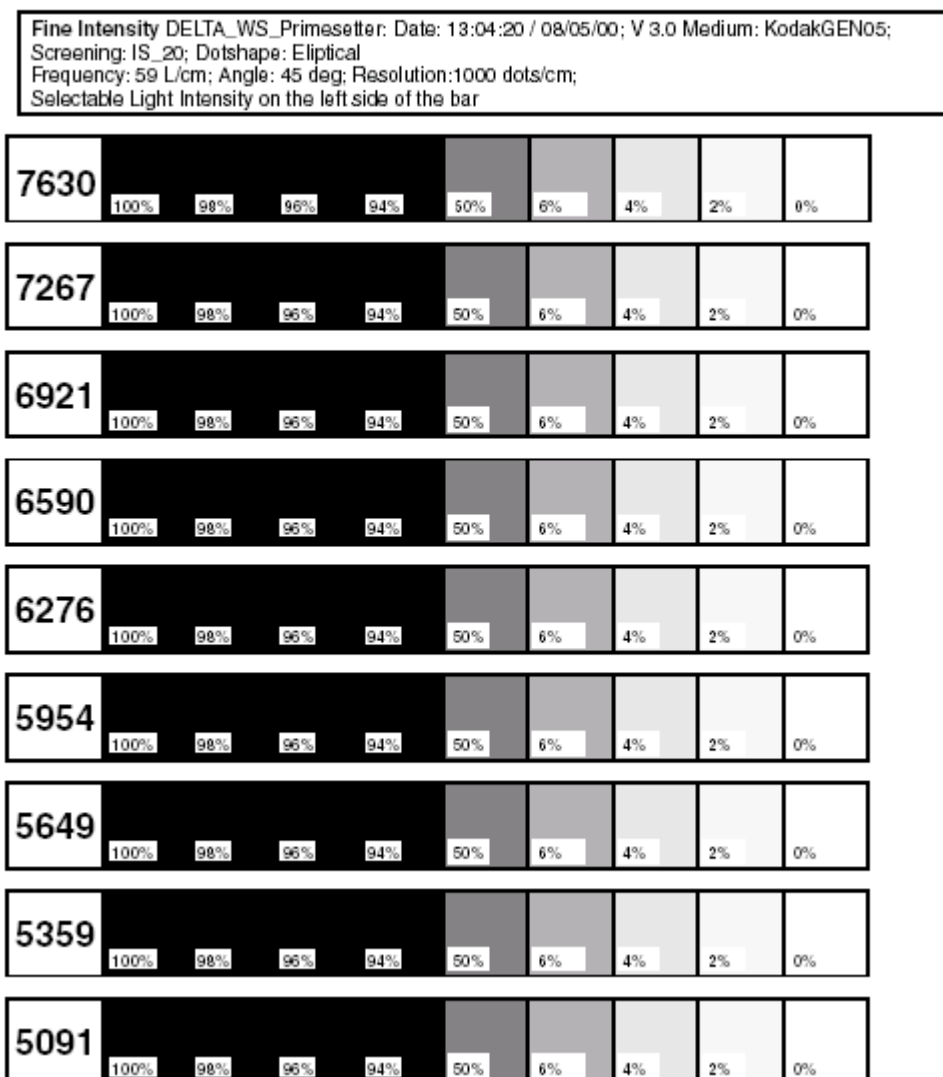 Fine Intensity DELTA_WS_Primesetter: Date: 13:04:20 / 08/05/00; V 3.0 Medium: KodakGEN05;
Screening: IS_20; Dotshape: Eliptical
Frequency: 59 L/cm; Angle: 45 deg; Resolution:1000 dots/cm;
Selectable Light Intensity on the left side of the bar
7630 100% 98% 96% 94% 50% 6% 4% 2% 0%
7267 100% 98% 96% 94% 50% 6% 4% 2% 0%
6921 100% 98% 96% 94% 50% 6% 4% 2% 0%
6590 100% 98% 96% 94% 50% 6% 4% 2% 0%
6276 100% 98% 96% 94% 50% 6% 4% 2% 0%
5954 100% 98% 96% 94% 50% 6% 4% 2% 0%
5649 100% 98% 96% 94% 50% 6% 4% 2% 0%
5359 100% 98% 96% 94% 50% 6% 4% 2% 0%
5091 100% 98% 96% 94% 50% 6% 4% 2% 0%